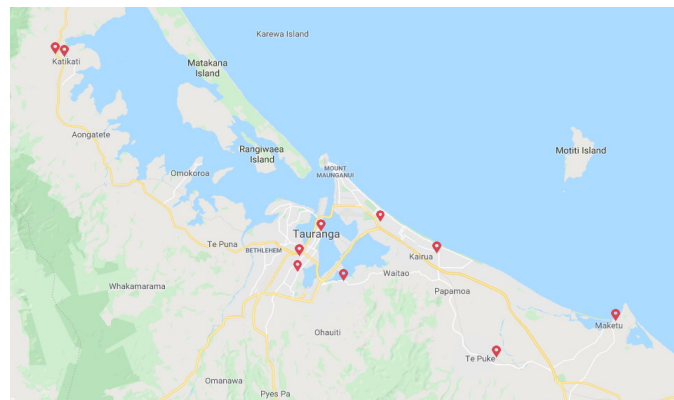 Karewa Island
Katikati
Matakana
Island
Aongatete
Rangiwaea
Island
Motiti Island
MOUNT
MAUNGANUI
Omokoroa
Tauranga
Te Puna
BETHLEHEM
Kairua
Waitao
Whakamarama
Papamoa
Maketu
Ohauiti
Te Puke
Omanawa
Pyes Pa